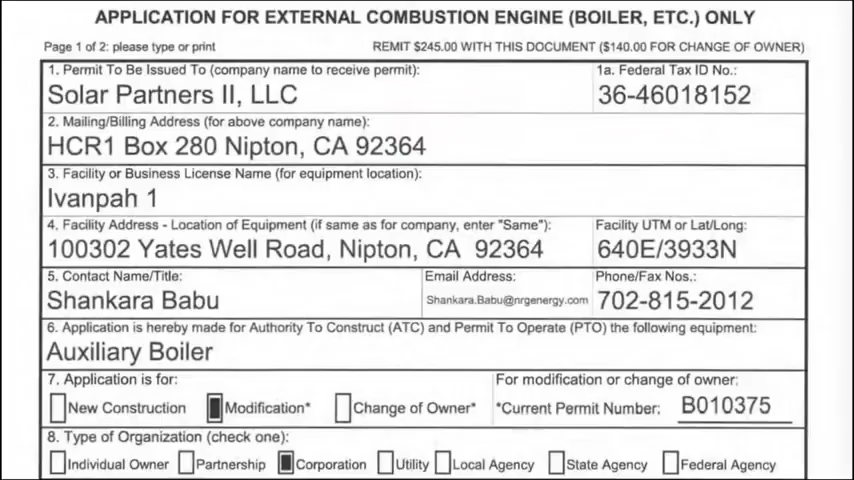 APPLICATION FOR EXTERNAL COMBUSTION ENGINE (BOILER, ETC.) ONLY
Page 1 of 2: please type or print REMIT $245.00 WITH THIS DOCUMENT ($140.00 FOR CHANGE OF OWNER)
1. Permit To Be Issued To (company name to receive permit): 1a. Federal Tax ID No.:
Solar Partners II, LLC 36-46018152
2. Mailing/Billing Address (for above company name):
HCR1 Box 280 Nipton, CA 92364
3. Facility or Business License Name (for equipment location):
Ivanpah 1
4. Facility Address - Location of Equipment (if same as for company, enter "Same"): Facility UTM or Lat/Long:
100302 Yates Well Road, Nipton, CA 92364 640E/3933N
5. Contact Name/Title: Email Address: Phone/Fax Nos.:
Shankara Babu Shankara.Babu@nrgenergy.com 702-815-2012
6. Application is hereby made for Authority To Construct (ATC) and Permit To Operate (PTO) the following equipment:
Auxiliary Boiler
7. Application is for: For modification or change of owner:
New Construction Modification* Change of Owner* *Current Permit Number: B010375
8. Type of Organization (check one):
Individual Owner Partnership Corporation Utility Local Agency State Agency Federal Agency